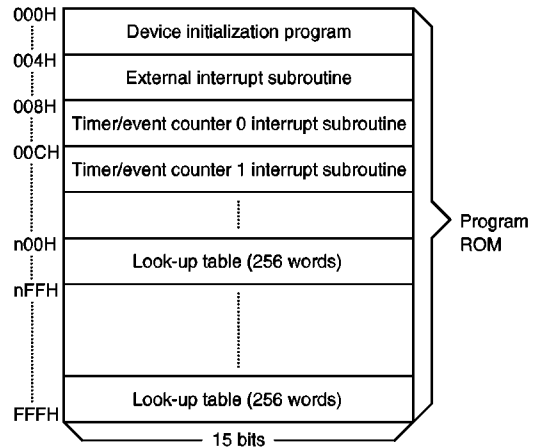 000H
Device initialization program
004H
External interrupt subroutine
008H
Timer/event counter 0 interrupt subroutine
00CH
Timer/event counter 1 interrupt subroutine
Program
ROM
n00H
Look-up table (256 words)
nFFH
Look-up table (256 words)
FFFH
15 bits